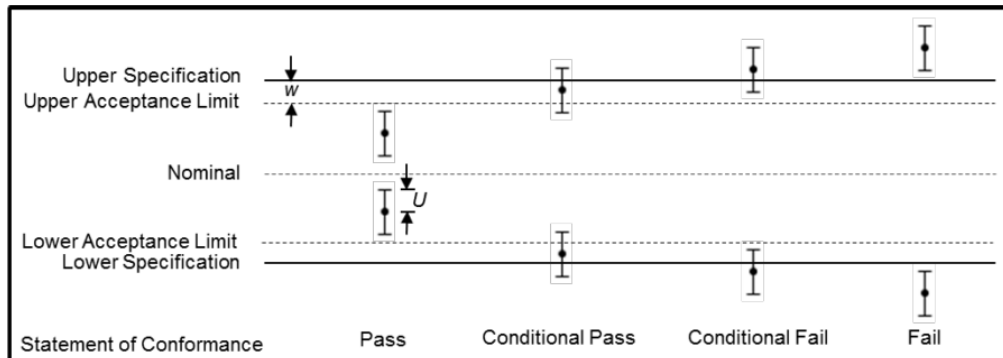 Upper Specification
w
Upper Acceptance Limit
Nominal
U
Lower Acceptance Limit
Lower Specification
Statement of Conformance Pass Conditional Pass Conditional Fail Fail